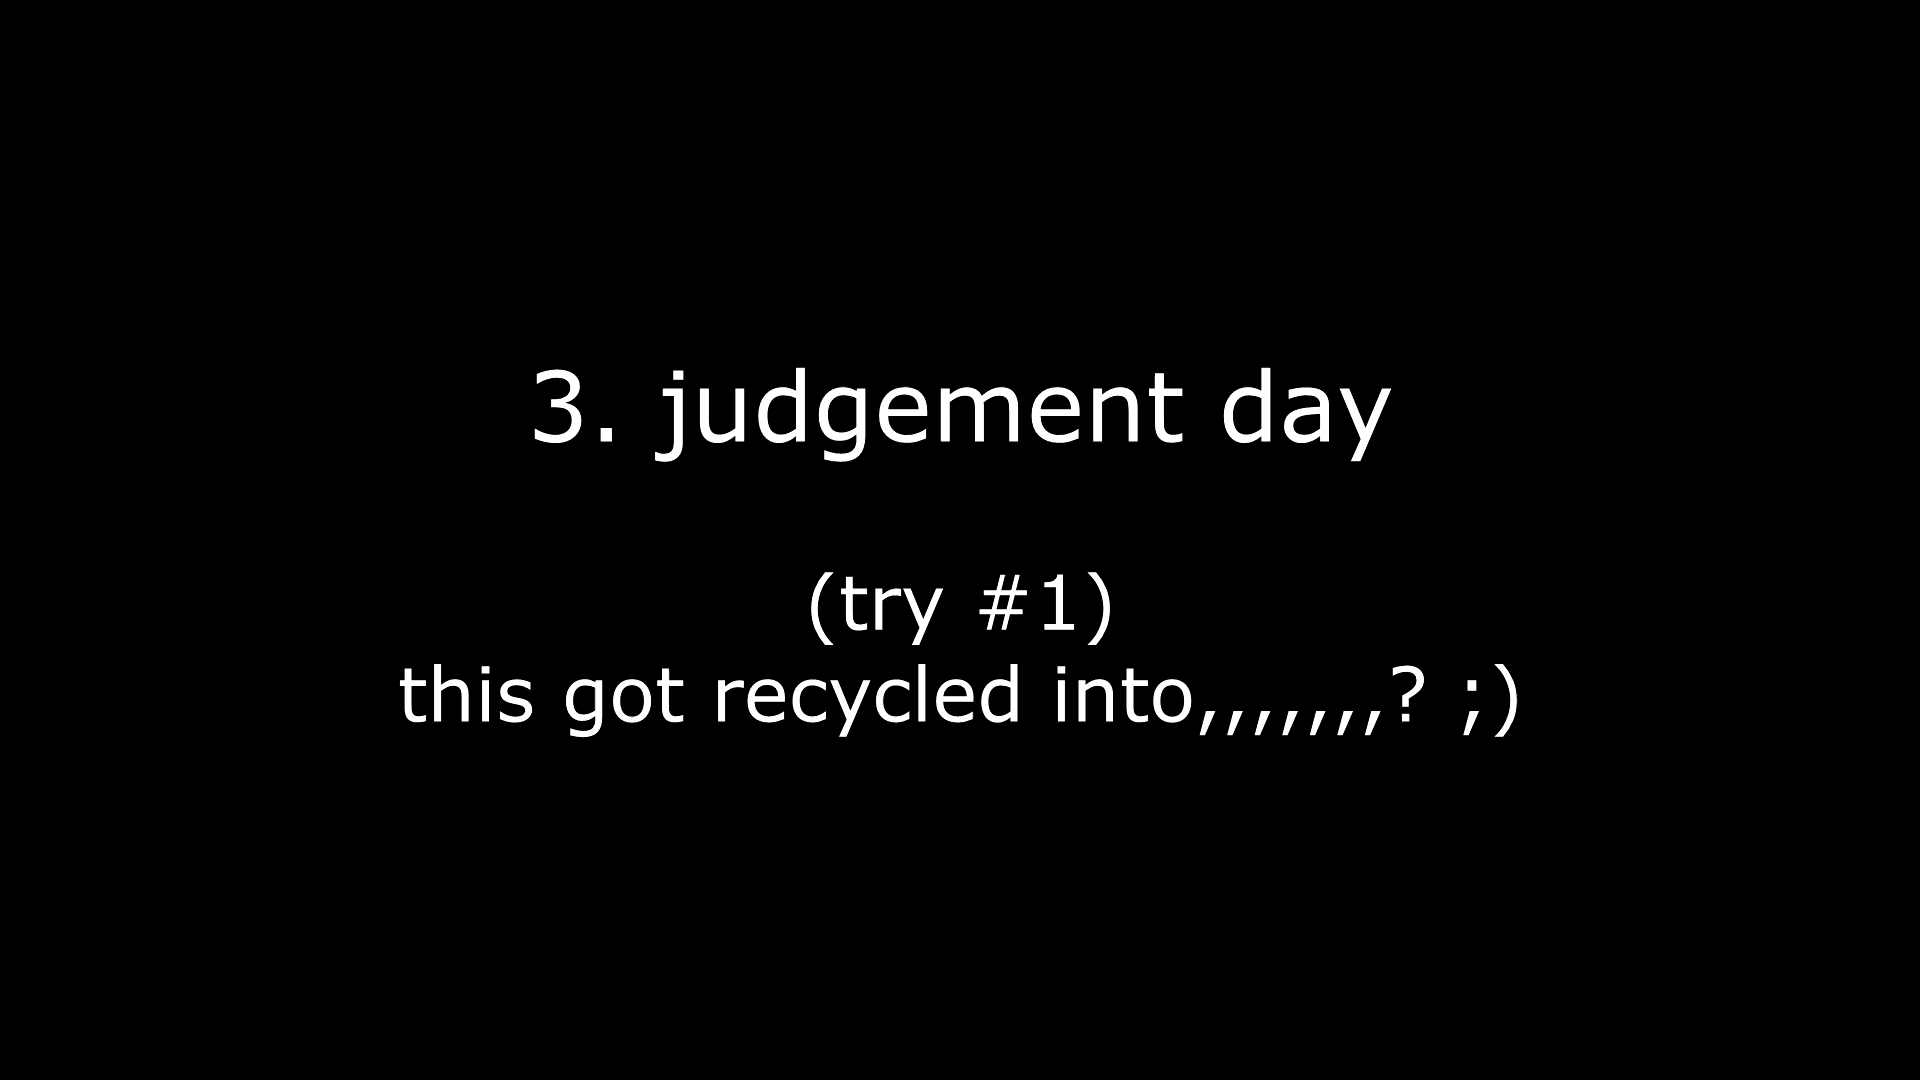 3. judgement day
(try #1)
this got recycled into,,,,,,,? ;)